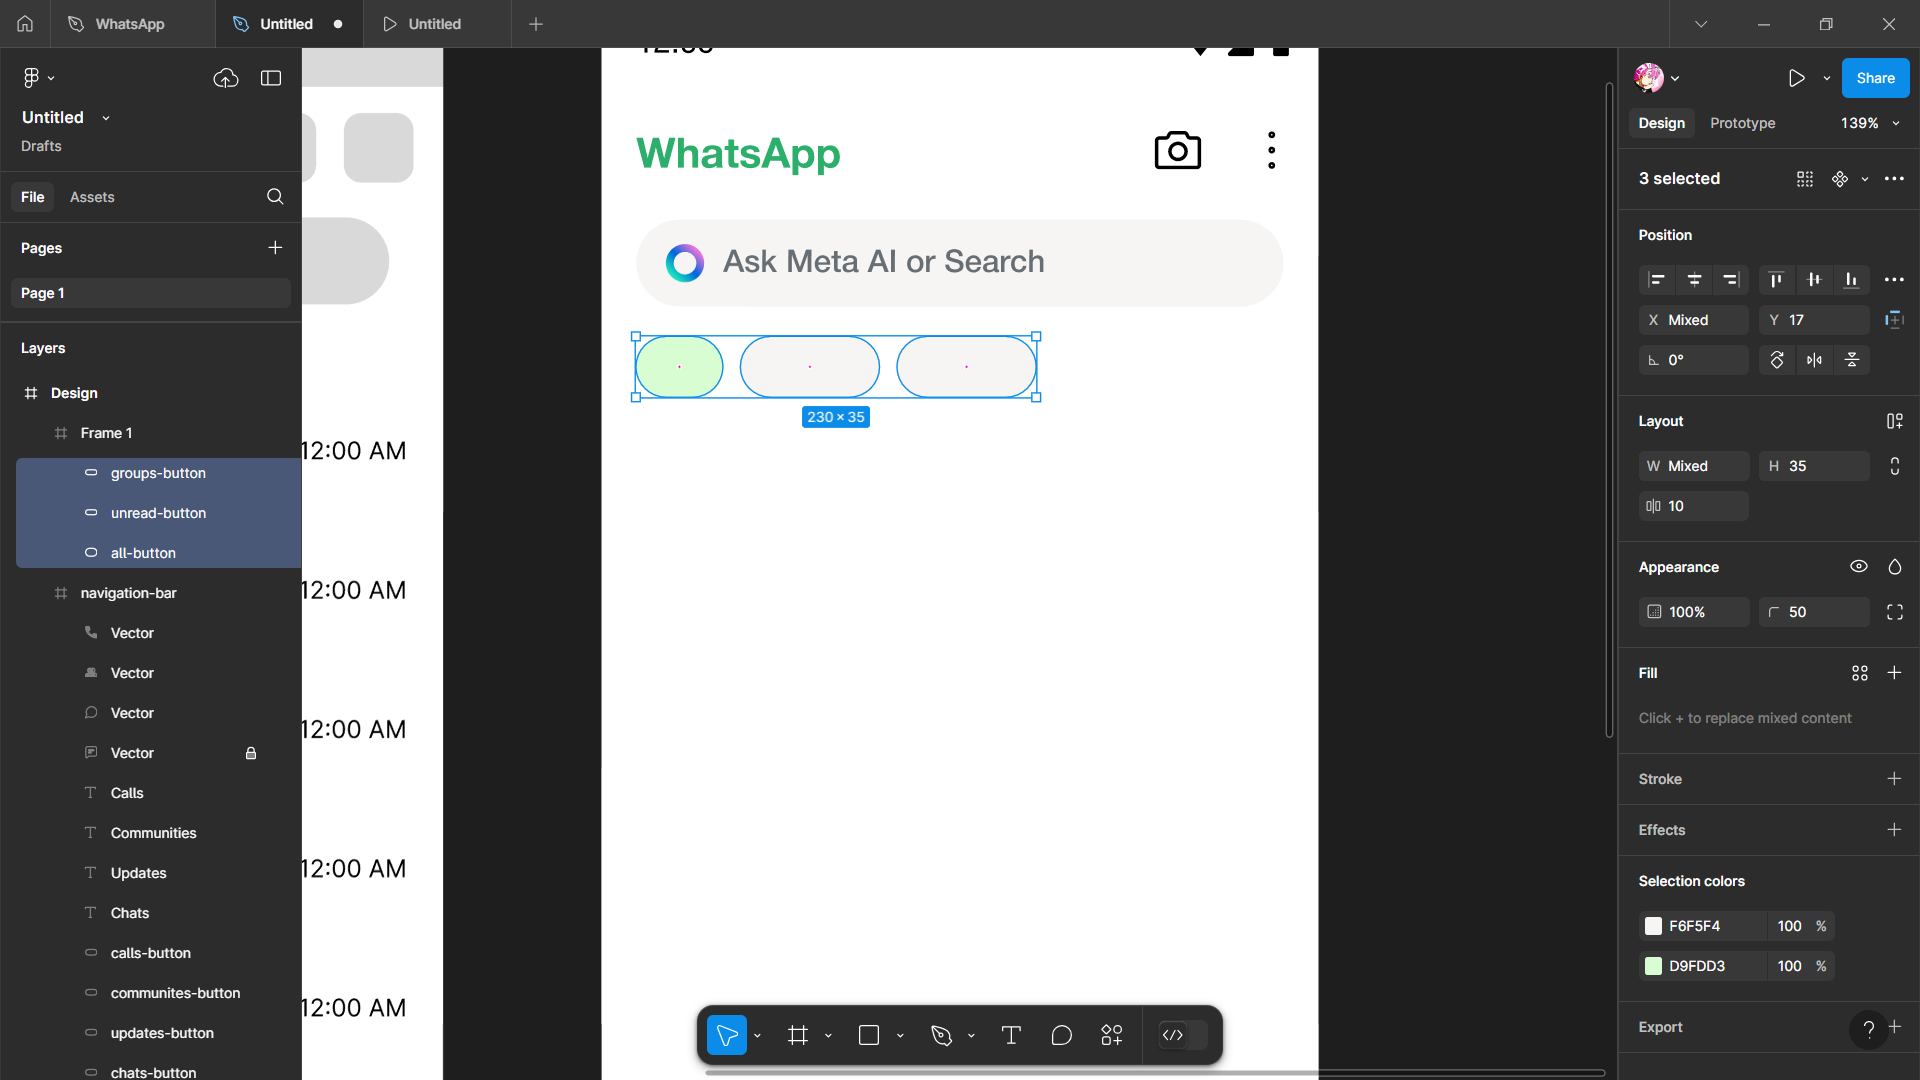 WhatsApp
Untitled
Untitled
Untitled
Drafts
File
Assets
Pages
Page 1
Layers
Design
Frame 1
groups-button
unread-button
all-button
navigation-bar
Vector
Vector
Vector
Vector
Calls
Communities
Updates
Chats
calls-button
communites-button
updates-button
chats-button
12:00 AM
12:00 AM
12:00 AM
12:00 AM
12:00 AM
12:00
WhatsApp
Ask Meta AI or Search
230 × 35
Share
Design
Prototype
139%
3 selected
Position
X Mixed
Y 17
0°
Layout
W Mixed
H 35
10
Appearance
100%
50
Fill
Click + to replace mixed content
Stroke
Effects
Selection colors
F6F5F4 100 %
D9FDD3 100 %
Export
?